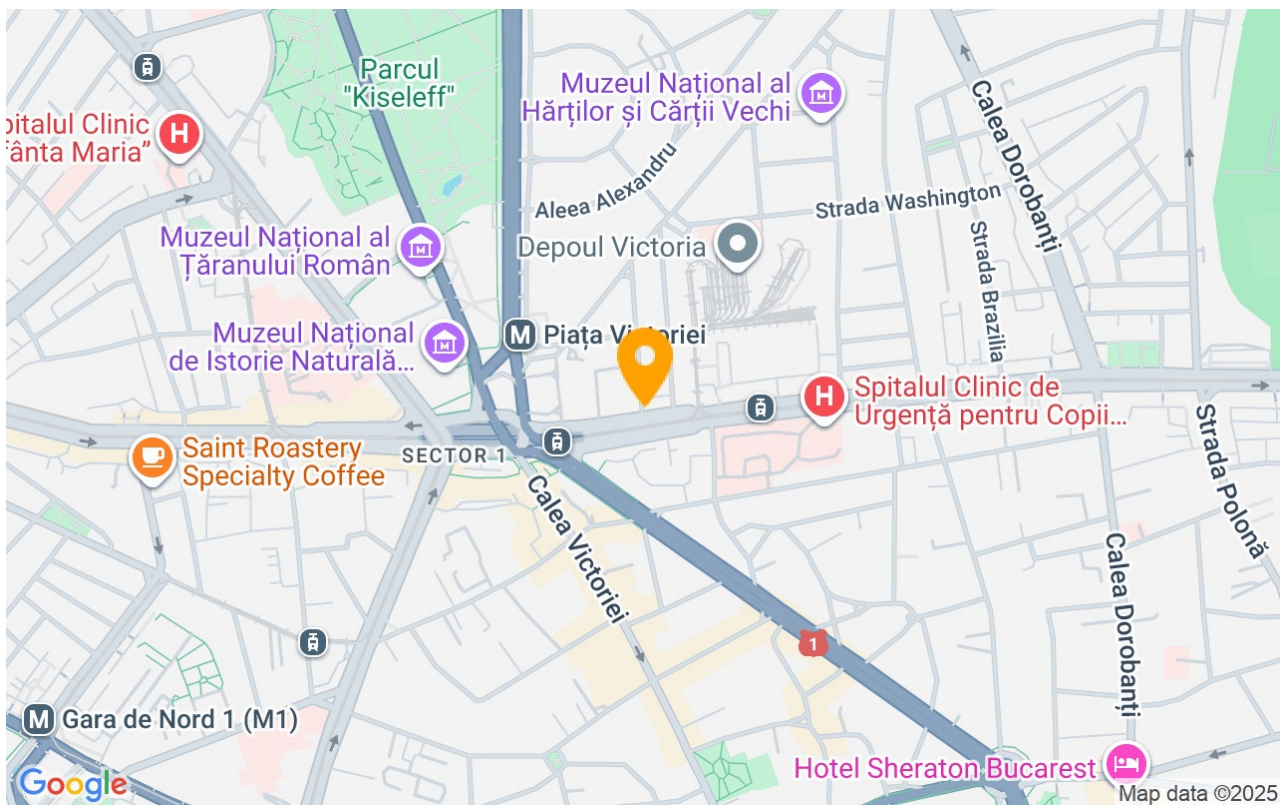 Parcul
"Kiseleff"
Muzeul Național al
Hărților și Cărții Vechi
Calea Dorobanți
H
pitalul Clinic
fânta Maria”
Aleea Alexandru
Strada Washington
Muzeul Național al
Țăranului Român
Depoul Victoria
Strada Brazilia
Muzeul Național
de Istorie Naturală...
M
Piața Victoriei
H
Spitalul Clinic de
Urgență pentru Copii...
Saint Roastery
Specialty Coffee
SECTOR 1
Strada Polonă
Calea Victoriei
Calea Dorobanți
1
M
Gara de Nord 1 (M1)
Hotel Sheraton Bucarest
Google
Map data ©2025